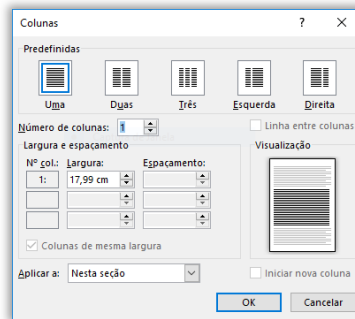 Colunas ? ✕
Predefinidas
Uma Duas Três Esquerda Direita
Número de colunas: 1 Linha entre colunas
Largura e espaçamento Visualização
Nº col.: Largura: Espaçamento:
1: 17,99 cm
Colunas de mesma largura
Aplicar a: Nesta seção Iniciar nova coluna
OK Cancelar